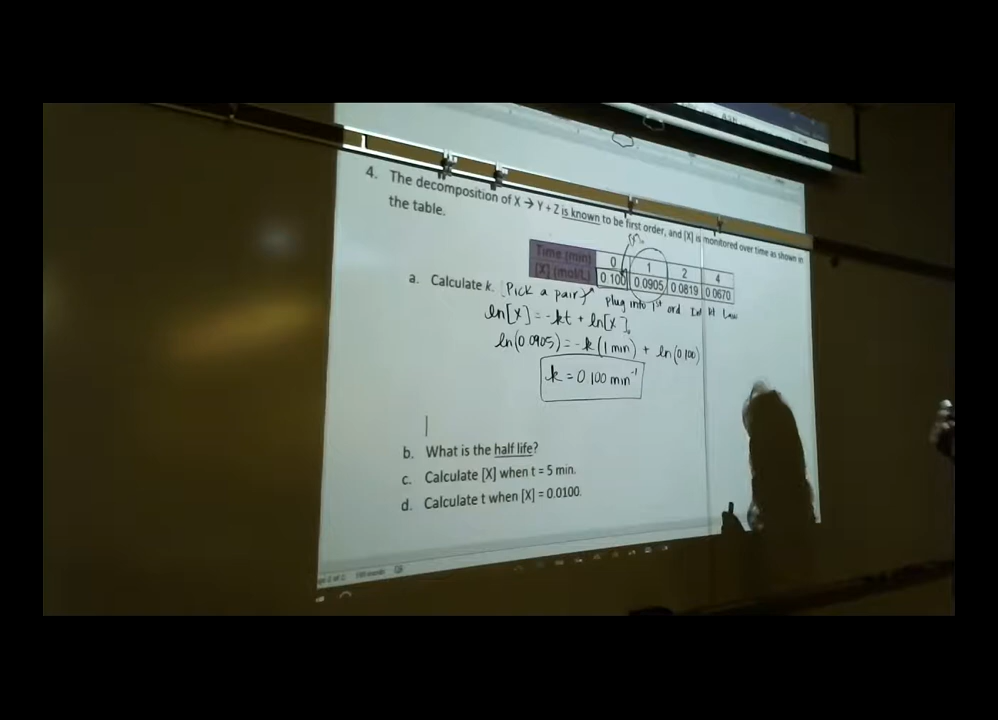 4. The decomposition of X → Y + Z is known to be first order, and [X] is monitored over time as shown in
the table.
Time (min) 0 1 2 4
[X] (mol/L) 0.100 0.0905 0.0819 0.0670
a. Calculate k. (Pick a pair) plug into 1st ord Int Rt Law
ln[X] = -kt + ln[X]₀
ln(0.0905) = -k(1 min) + ln(0.100)
k = 0.100 min⁻¹
b. What is the half life?
c. Calculate [X] when t = 5 min.
d. Calculate t when [X] = 0.0100.